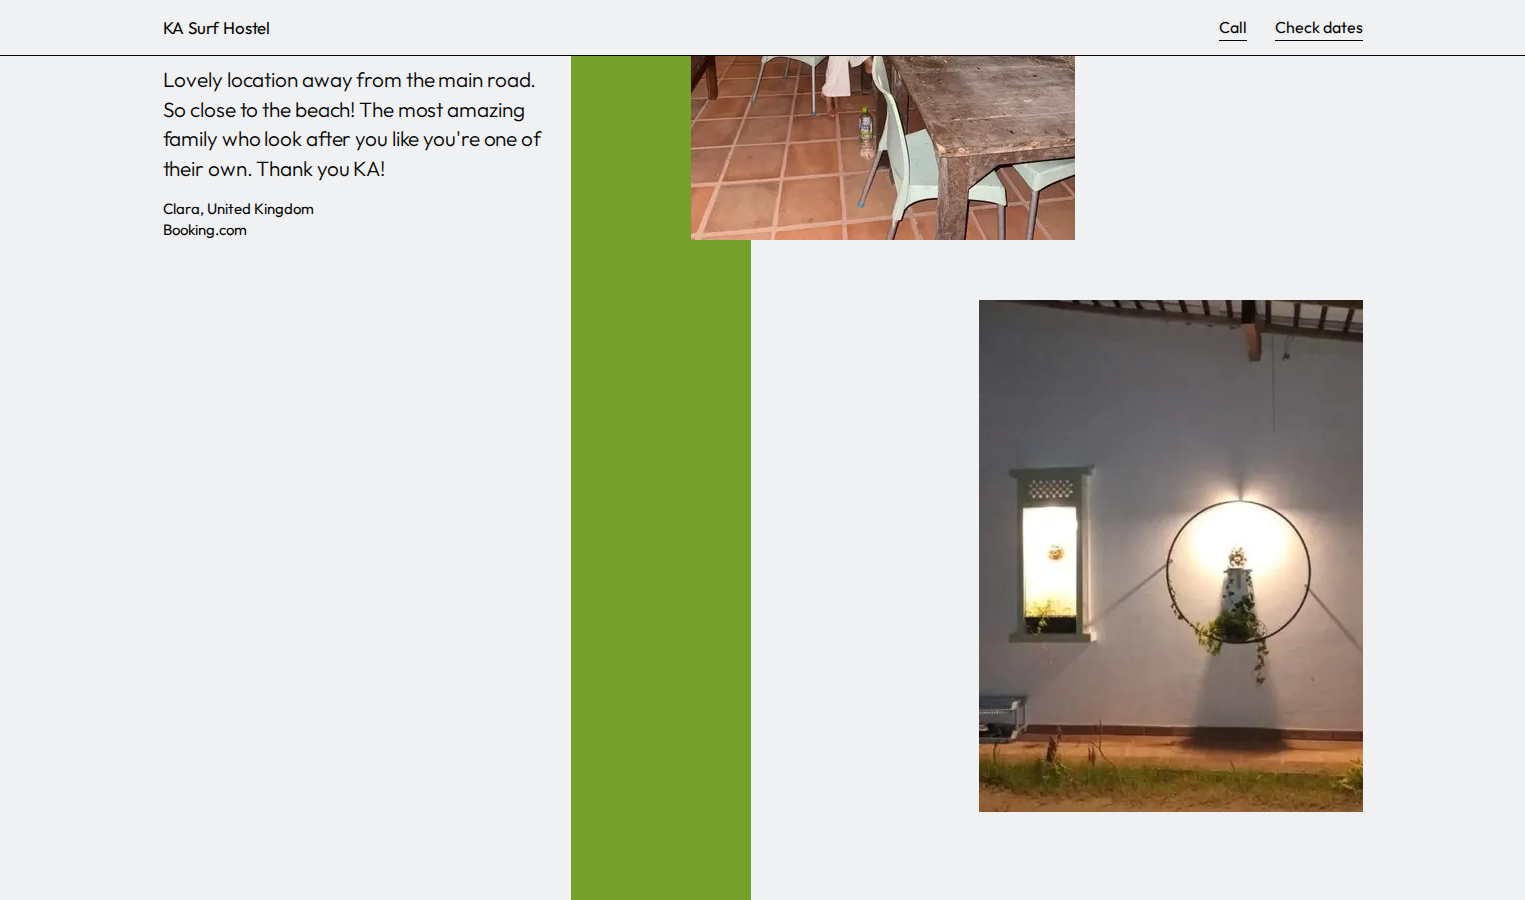 KA Surf Hostel
Call
Check dates
Lovely location away from the main road.
So close to the beach! The most amazing
family who look after you like you're one of
their own. Thank you KA!
Clara, United Kingdom
Booking.com